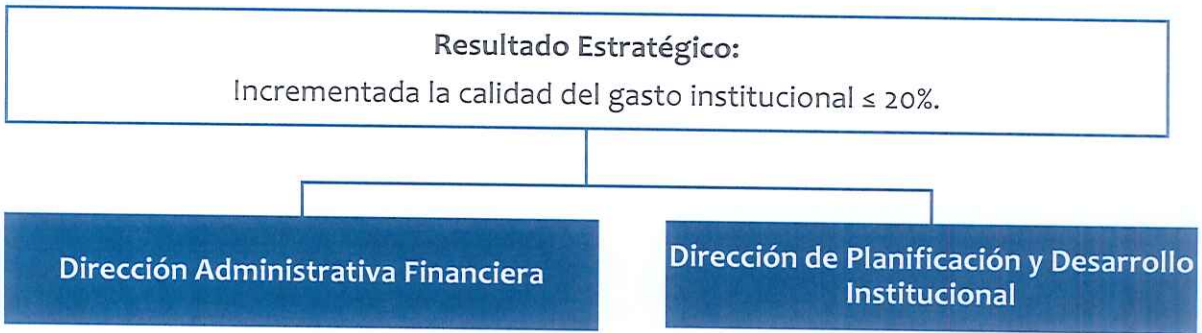 Resultado Estratégico:
Incrementada la calidad del gasto institucional ≤ 20%.
Dirección Administrativa Financiera
Dirección de Planificación y Desarrollo
Institucional